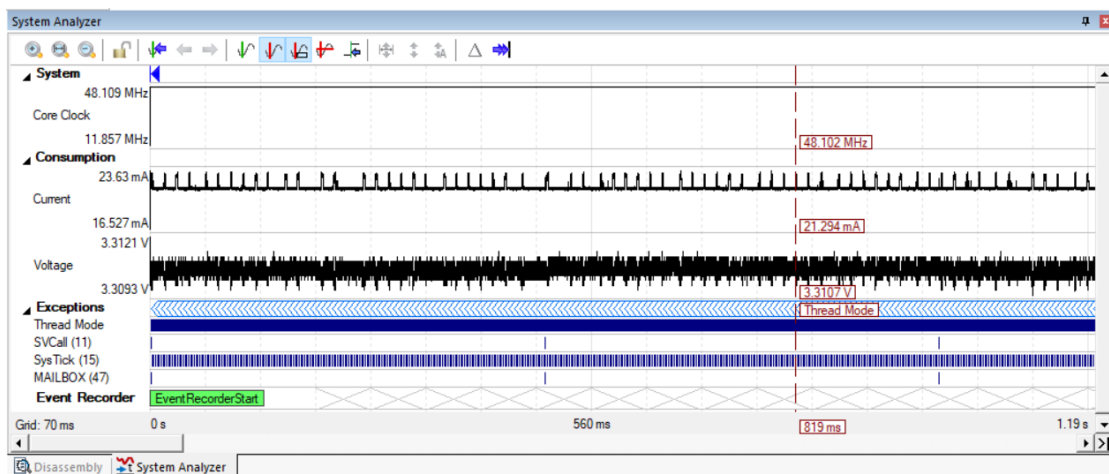 System Analyzer
System
48.109 MHz
Core Clock
11.857 MHz
48.102 MHz
Consumption
23.63 mA
Current
16.527 mA
21.294 mA
3.3121 V
Voltage
3.3093 V
3.3107 V
Exceptions
Thread Mode
Thread Mode
SVCall (11)
SysTick (15)
MAILBOX (47)
Event Recorder EventRecorderStart
Grid: 70 ms 0 s 560 ms 819 ms 1.19 s
Disassembly System Analyzer